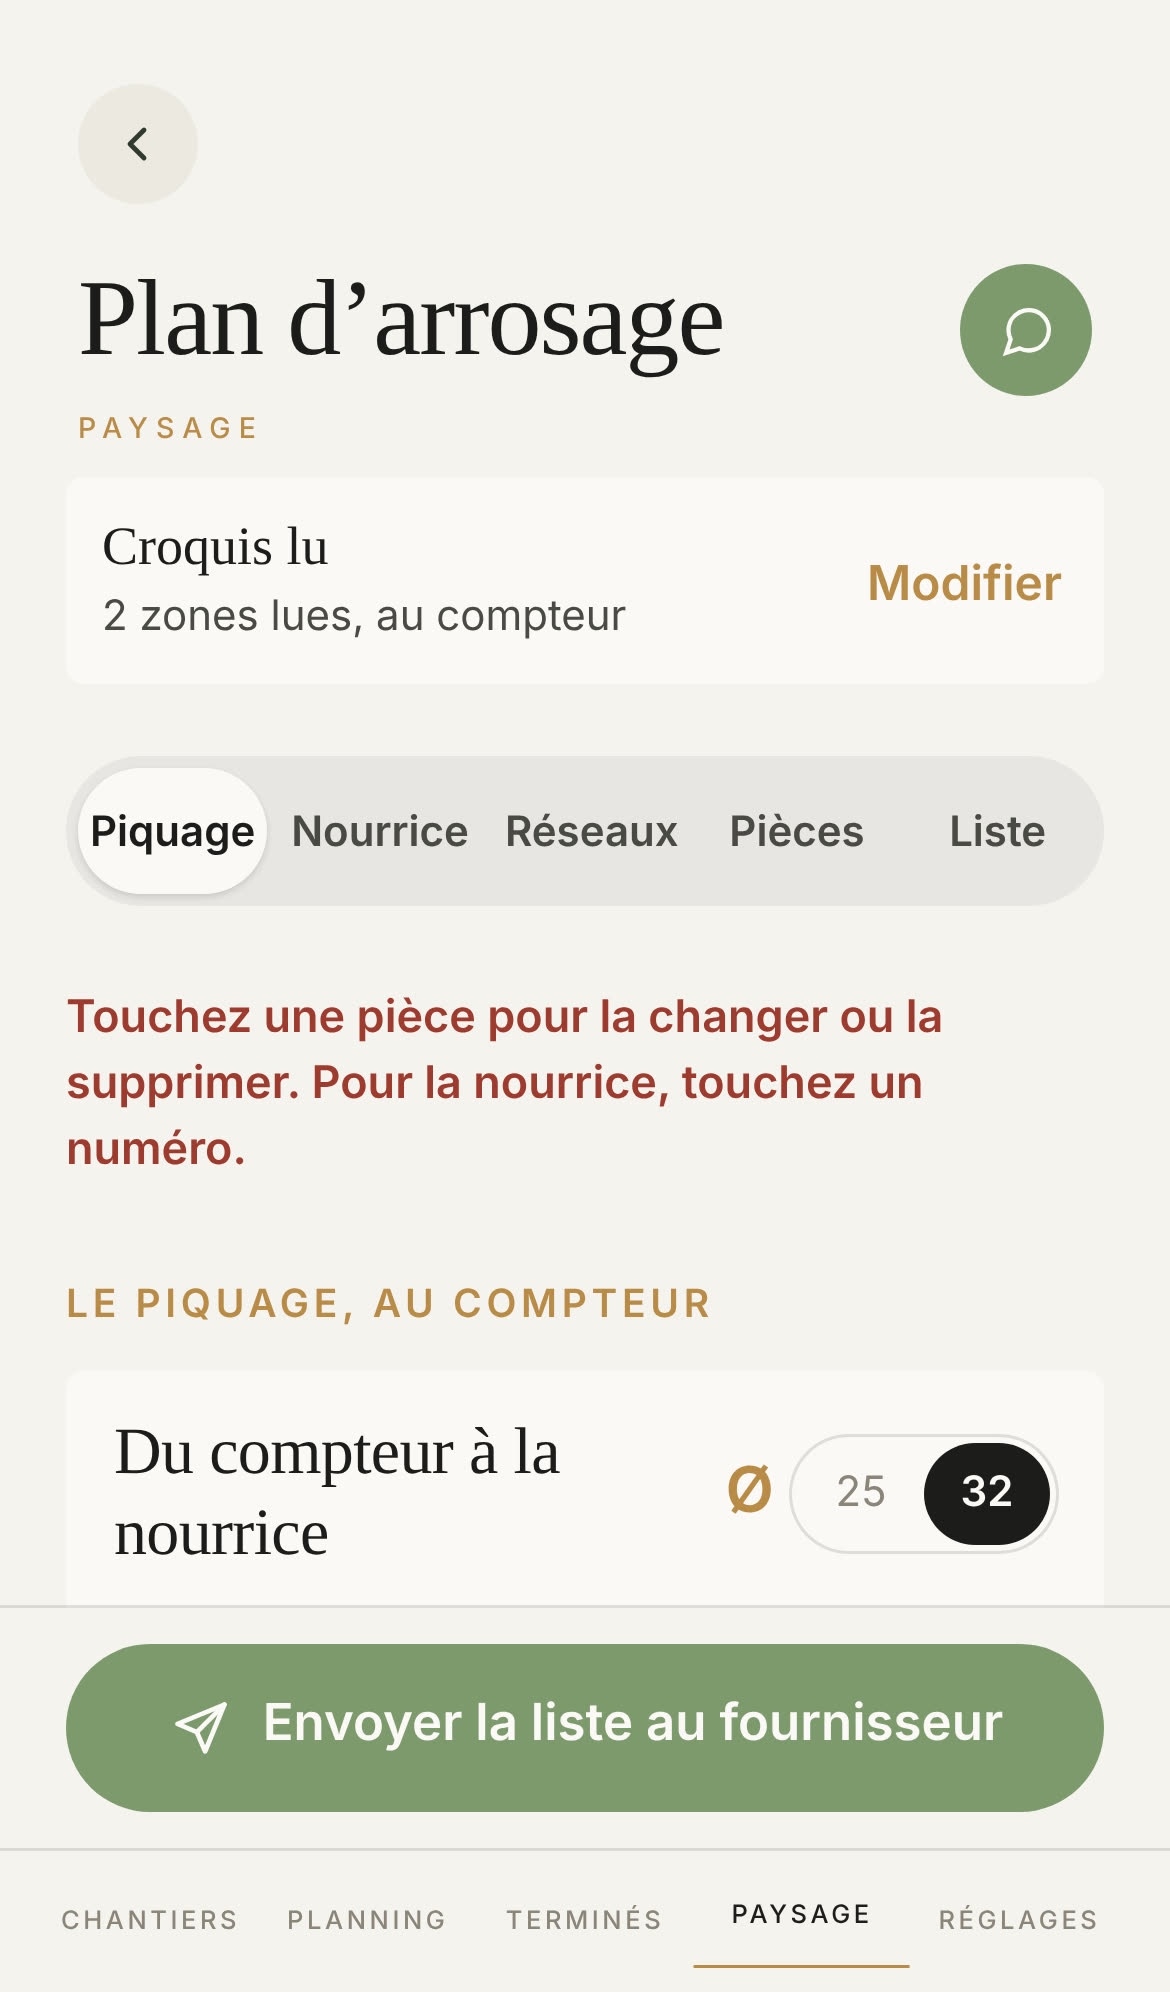 Plan d’arrosage
PAYSAGE
Croquis lu
2 zones lues, au compteur
Modifier
Piquage Nourrice Réseaux Pièces Liste
Touchez une pièce pour la changer ou la
supprimer. Pour la nourrice, touchez un
numéro.
LE PIQUAGE, AU COMPTEUR
Du compteur à la
nourrice
Ø 25 32
Envoyer la liste au fournisseur
CHANTIERS PLANNING TERMINÉS PAYSAGE RÉGLAGES